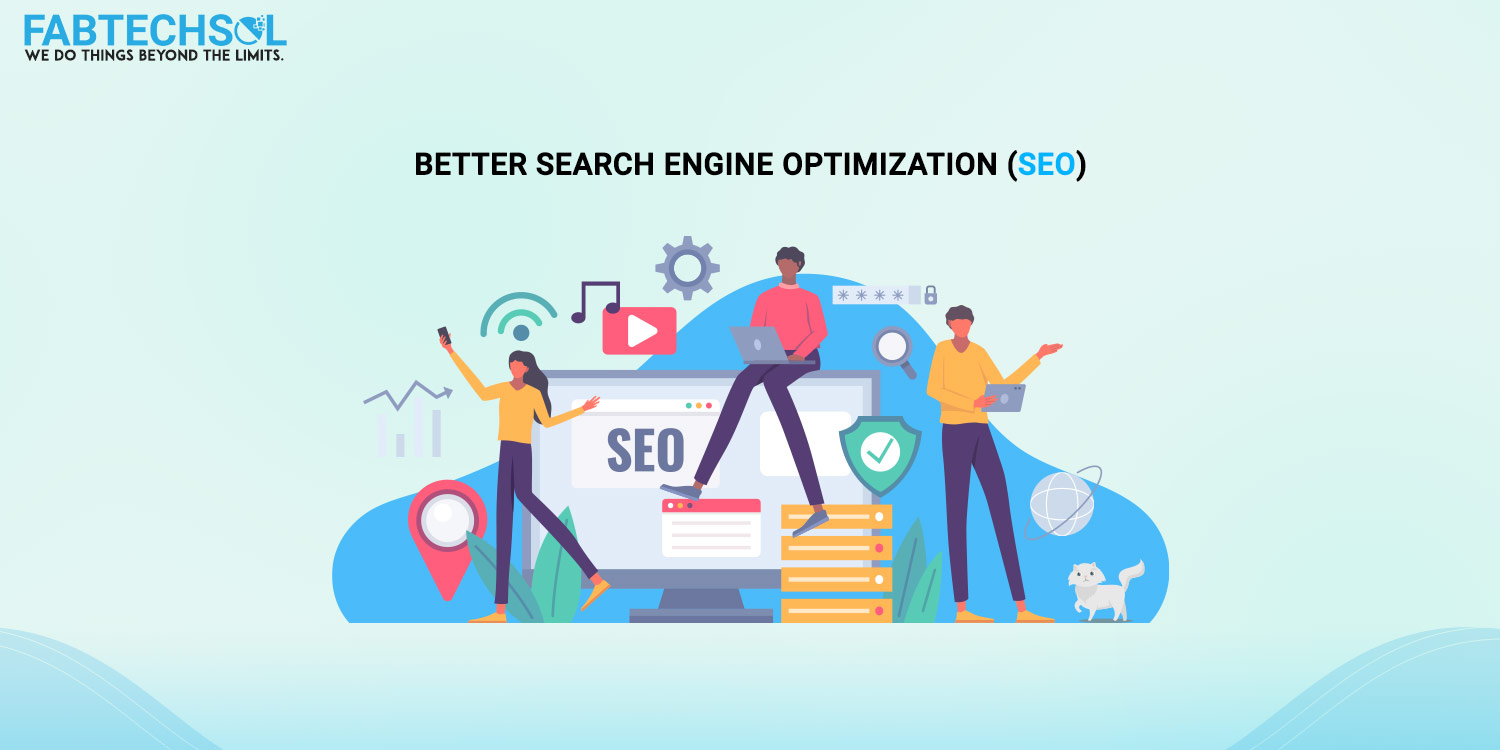 FABTECHSOL
WE DO THINGS BEYOND THE LIMITS.
BETTER SEARCH ENGINE OPTIMIZATION (SEO)
****
SEO